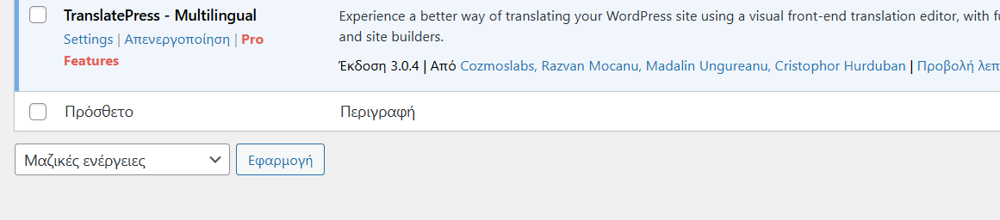 TranslatePress - Multilingual
Settings | Απενεργοποίηση | Pro
Features
Experience a better way of translating your WordPress site using a visual front-end translation editor, with
and site builders.
Έκδοση 3.0.4 | Από Cozmoslabs, Razvan Mocanu, Madalin Ungureanu, Cristophor Hurduban | Προβολή
Πρόσθετο
Περιγραφή
Μαζικές ενέργειες
Εφαρμογή